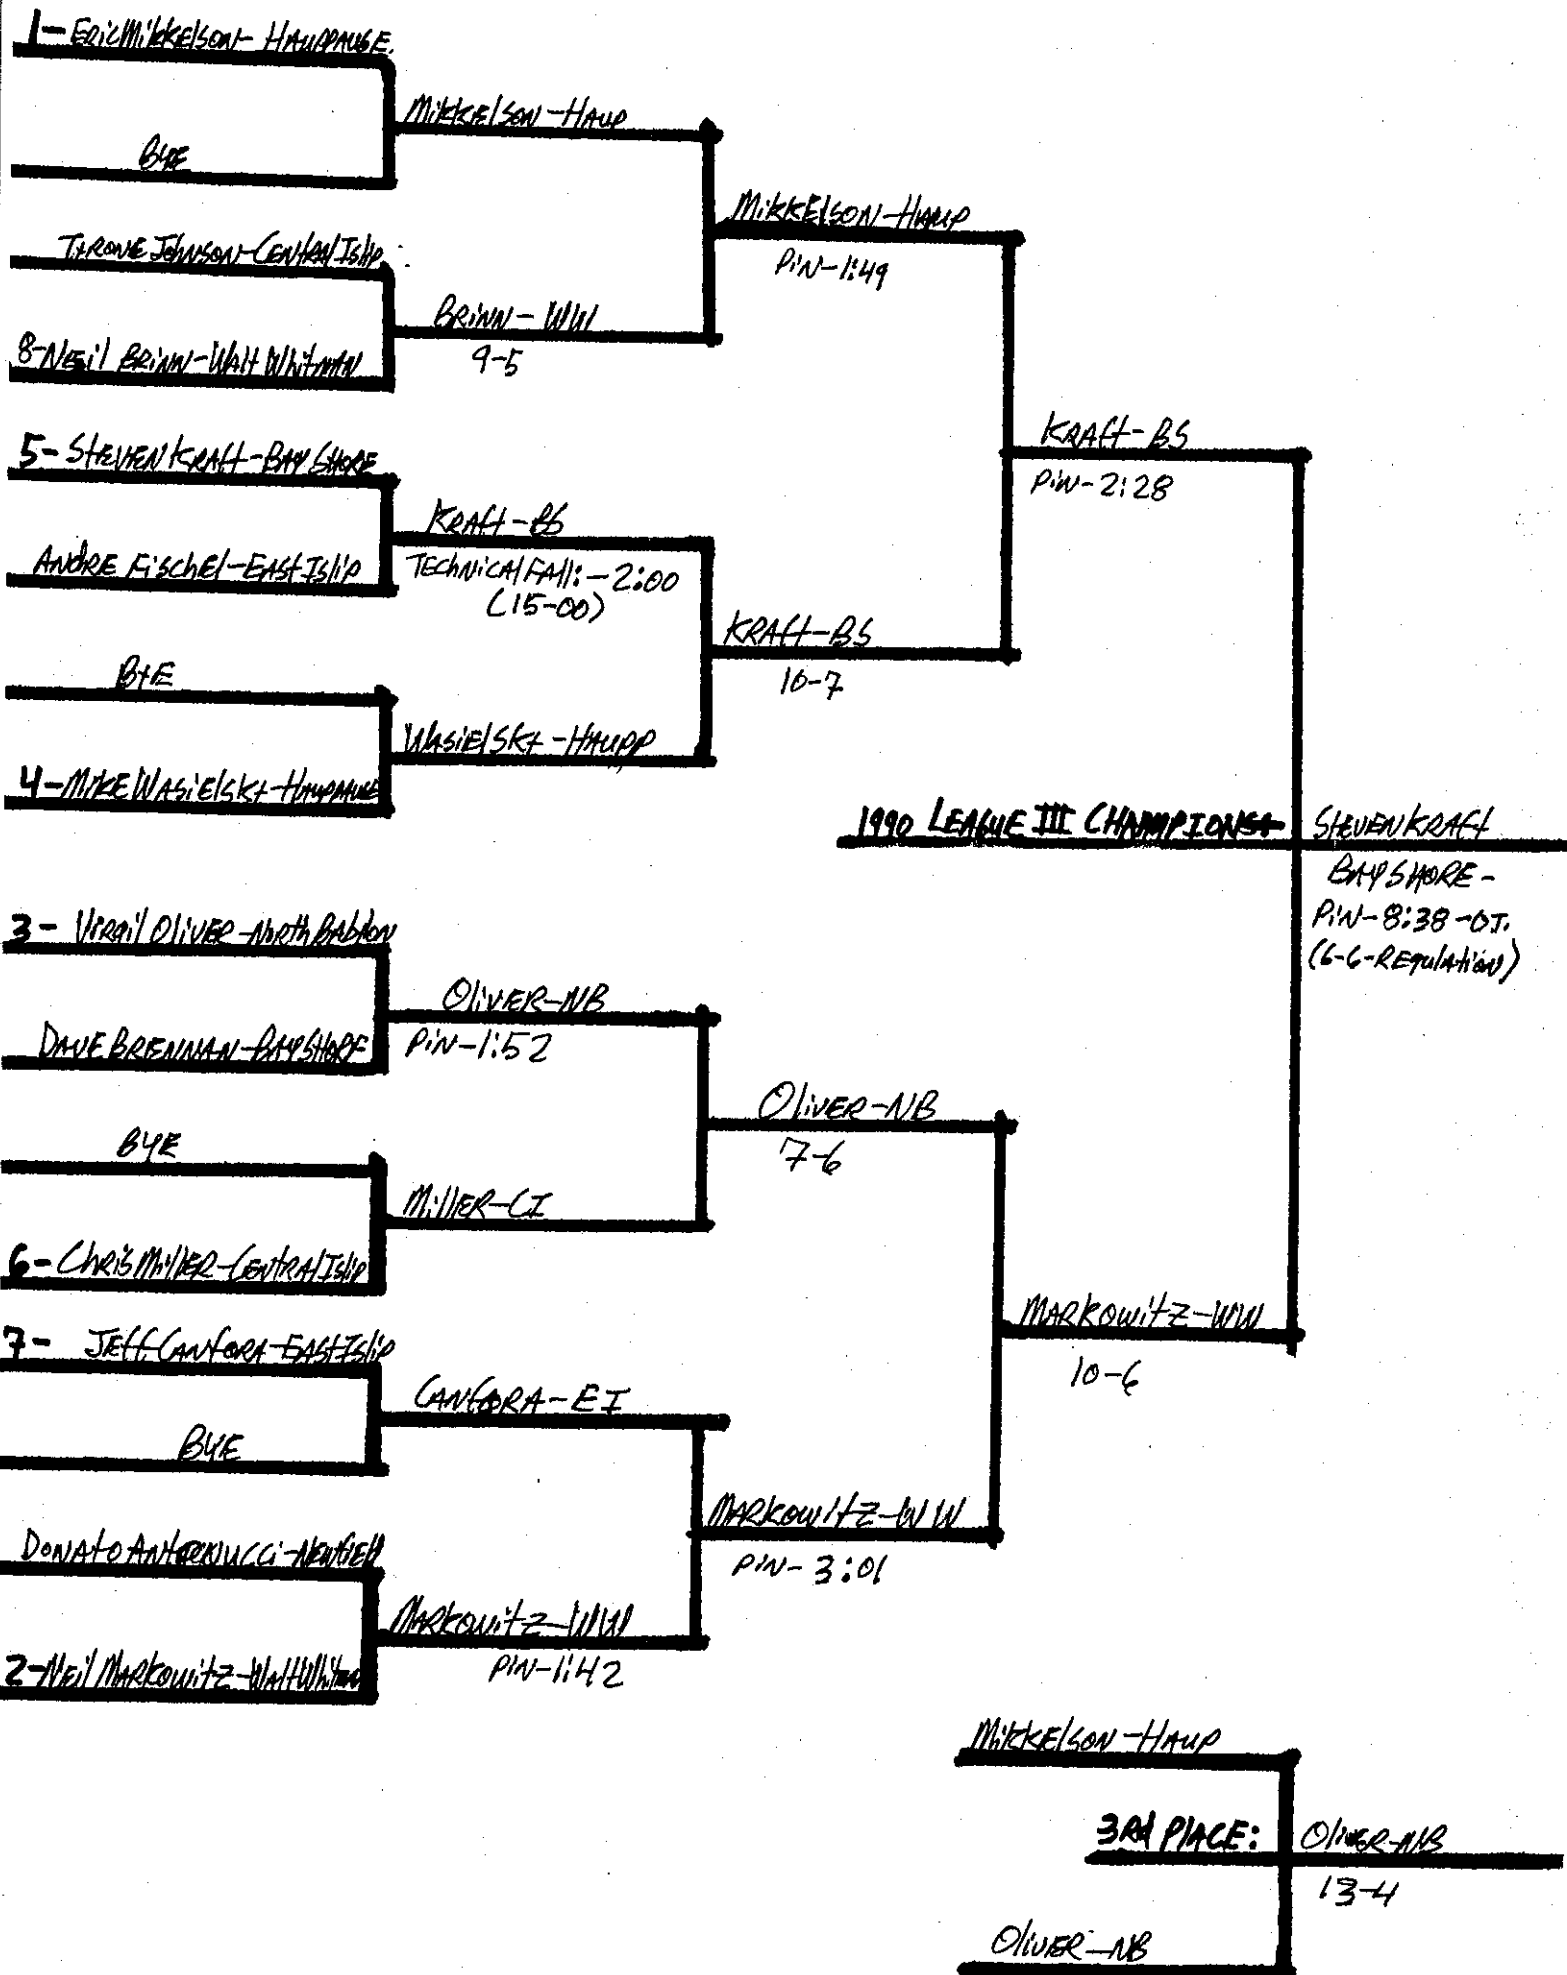 1- Eric Mikkelson- Hauppauge.
Mikkelson-Haup
Bye
Mikkelson-Haup
Pin-1:49
Tyrone Johnson-Central Islip
Brinn- WW
9-5
8-Neil Brinn-Walt Whitman
Kraft-BS
Pin-2:28
5- Steven Kraft-Bay Shore
Kraft-BS
Technical Fall:-2:00
(15-00)
Andre Fischel-East Islip
Kraft-BS
10-7
Bye
Wasielsky-Haupp
4-Mike Wasielsky-Hauppauge
1990 League III Champion-
Steven Kraft
Bay Shore-
Pin-8:38-OT.
(6-6-Regulation)
3- Virgil Oliver-North Babylon
Oliver-NB
Pin-1:52
Dave Brennan-Bay Shore
Oliver-NB
7-6
Bye
Miller-CI
6-Chris Miller-Central Islip
Markowitz-WW
10-6
7- Jeff Canfora-East Islip
Canfora-EI
Bye
Markowitz-WW
Pin-3:01
Donato -Newfield
Markowitz-WW
Pin-1:42
2-Neil Markowitz-Walt Whitman
Mikkelson-Haup
3rd Place:
Oliver-NB
13-4
Oliver-NB